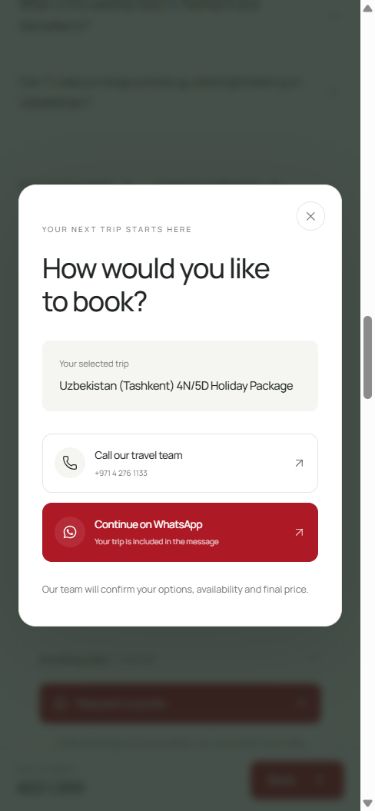 YOUR NEXT TRIP STARTS HERE
How would you like
to book?
Your selected trip
Uzbekistan (Tashkent) 4N/5D Holiday Package
Call our travel team
+971 4 276 1133
Continue on WhatsApp
Your trip is included in the message
Our team will confirm your options, availability and final price.